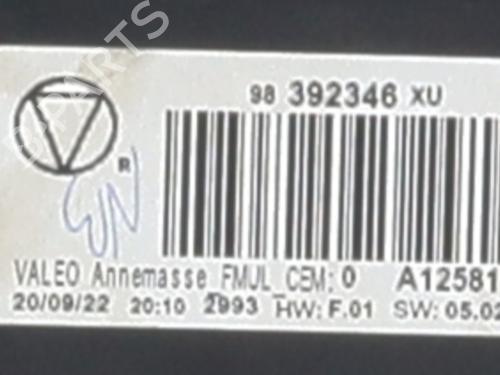 98 392346 XU
R
VALEO Annemasse FMUL CEM: 0 A12581
20/09/22 20:10 2993 HW: F.01 SW: 05.02